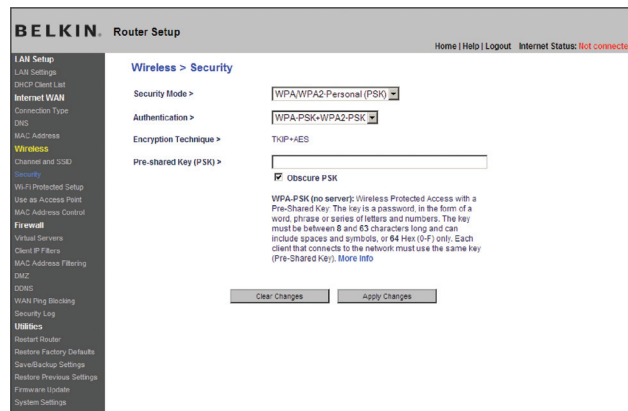 BELKIN. Router Setup
Home | Help | Logout Internet Status: Not connected
LAN Setup
LAN Settings
DHCP Client List
Internet WAN
Connection Type
DNS
MAC Address
Wireless
Channel and SSID
Security
Wi-Fi Protected Setup
Use as Access Point
MAC Address Control
Firewall
Virtual Servers
Client IP Filters
MAC Address Filtering
DMZ
DDNS
WAN Ping Blocking
Security Log
Utilities
Restart Router
Restore Factory Defaults
Save/Backup Settings
Restore Previous Settings
Firmware Update
System Settings
Wireless > Security
Security Mode > WPA/WPA2-Personal (PSK)
Authentication > WPA-PSK+WPA2-PSK
Encryption Technique > TKIP+AES
Pre-shared Key (PSK) >
Obscure PSK
WPA-PSK (no server): Wireless Protected Access with a
Pre-Shared Key: The key is a password, in the form of a
word, phrase or series of letters and numbers. The key
must be between 8 and 63 characters long and can
include spaces and symbols, or 64 Hex (0-F) only. Each
client that connects to the network must use the same key
(Pre-Shared Key). More Info
Clear Changes Apply Changes